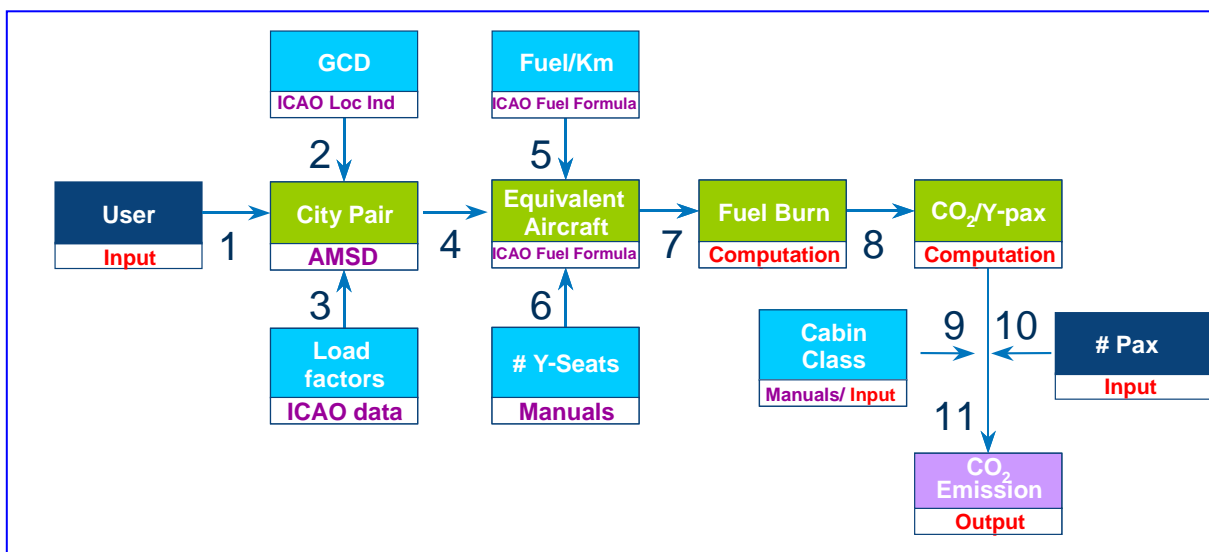 GCD
ICAO Loc Ind
Fuel/Km
ICAO Fuel Formula
2
5
User
Input
1
City Pair
AMSD
4
Equivalent
Aircraft
ICAO Fuel Formula
7
Fuel Burn
Computation
8
CO2/Y-pax
Computation
3
6
Load
factors
ICAO data
# Y-Seats
Manuals
Cabin
Class
Manuals/ Input
9
10
# Pax
Input
11
CO2
Emission
Output